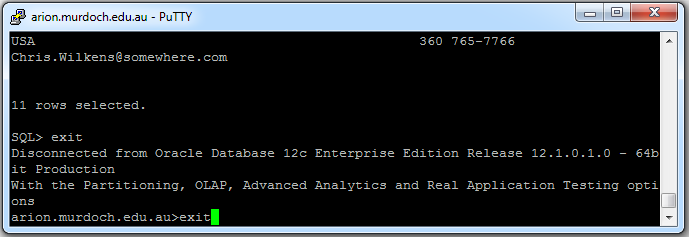 arion.murdoch.edu.au - PuTTY
USA 360 765-7766
Chris.Wilkens@somewhere.com
11 rows selected.
SQL> exit
Disconnected from Oracle Database 12c Enterprise Edition Release 12.1.0.1.0 - 64b
it Production
With the Partitioning, OLAP, Advanced Analytics and Real Application Testing opti
ons
arion.murdoch.edu.au>exit